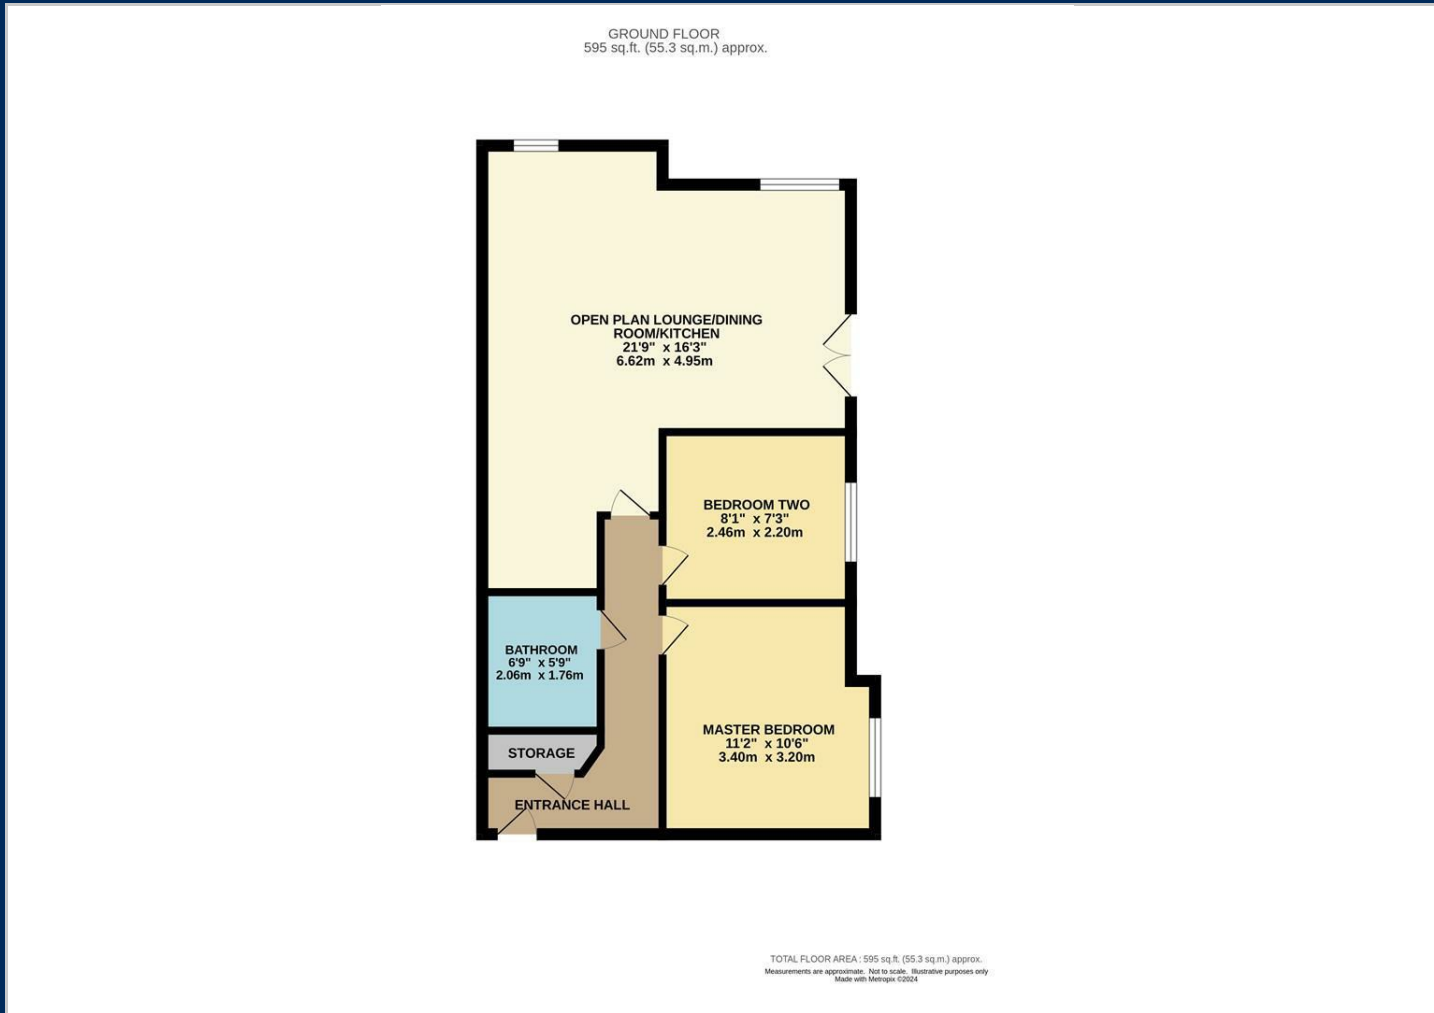 GROUND FLOOR
595 sq.ft. (55.3 sq.m.) approx.
OPEN PLAN LOUNGE/DINING
ROOM/KITCHEN
21'9" x 16'3"
6.62m x 4.95m
BEDROOM TWO
8'1" x 7'3"
2.46m x 2.20m
BATHROOM
6'9" x 5'9"
2.06m x 1.76m
MASTER BEDROOM
11'2" x 10'6"
3.40m x 3.20m
STORAGE
ENTRANCE HALL
TOTAL FLOOR AREA : 595 sq.ft. (55.3 sq.m.) approx.
Measurements are approximate. Not to scale. Illustrative purposes only
Made with Metropix ©2024